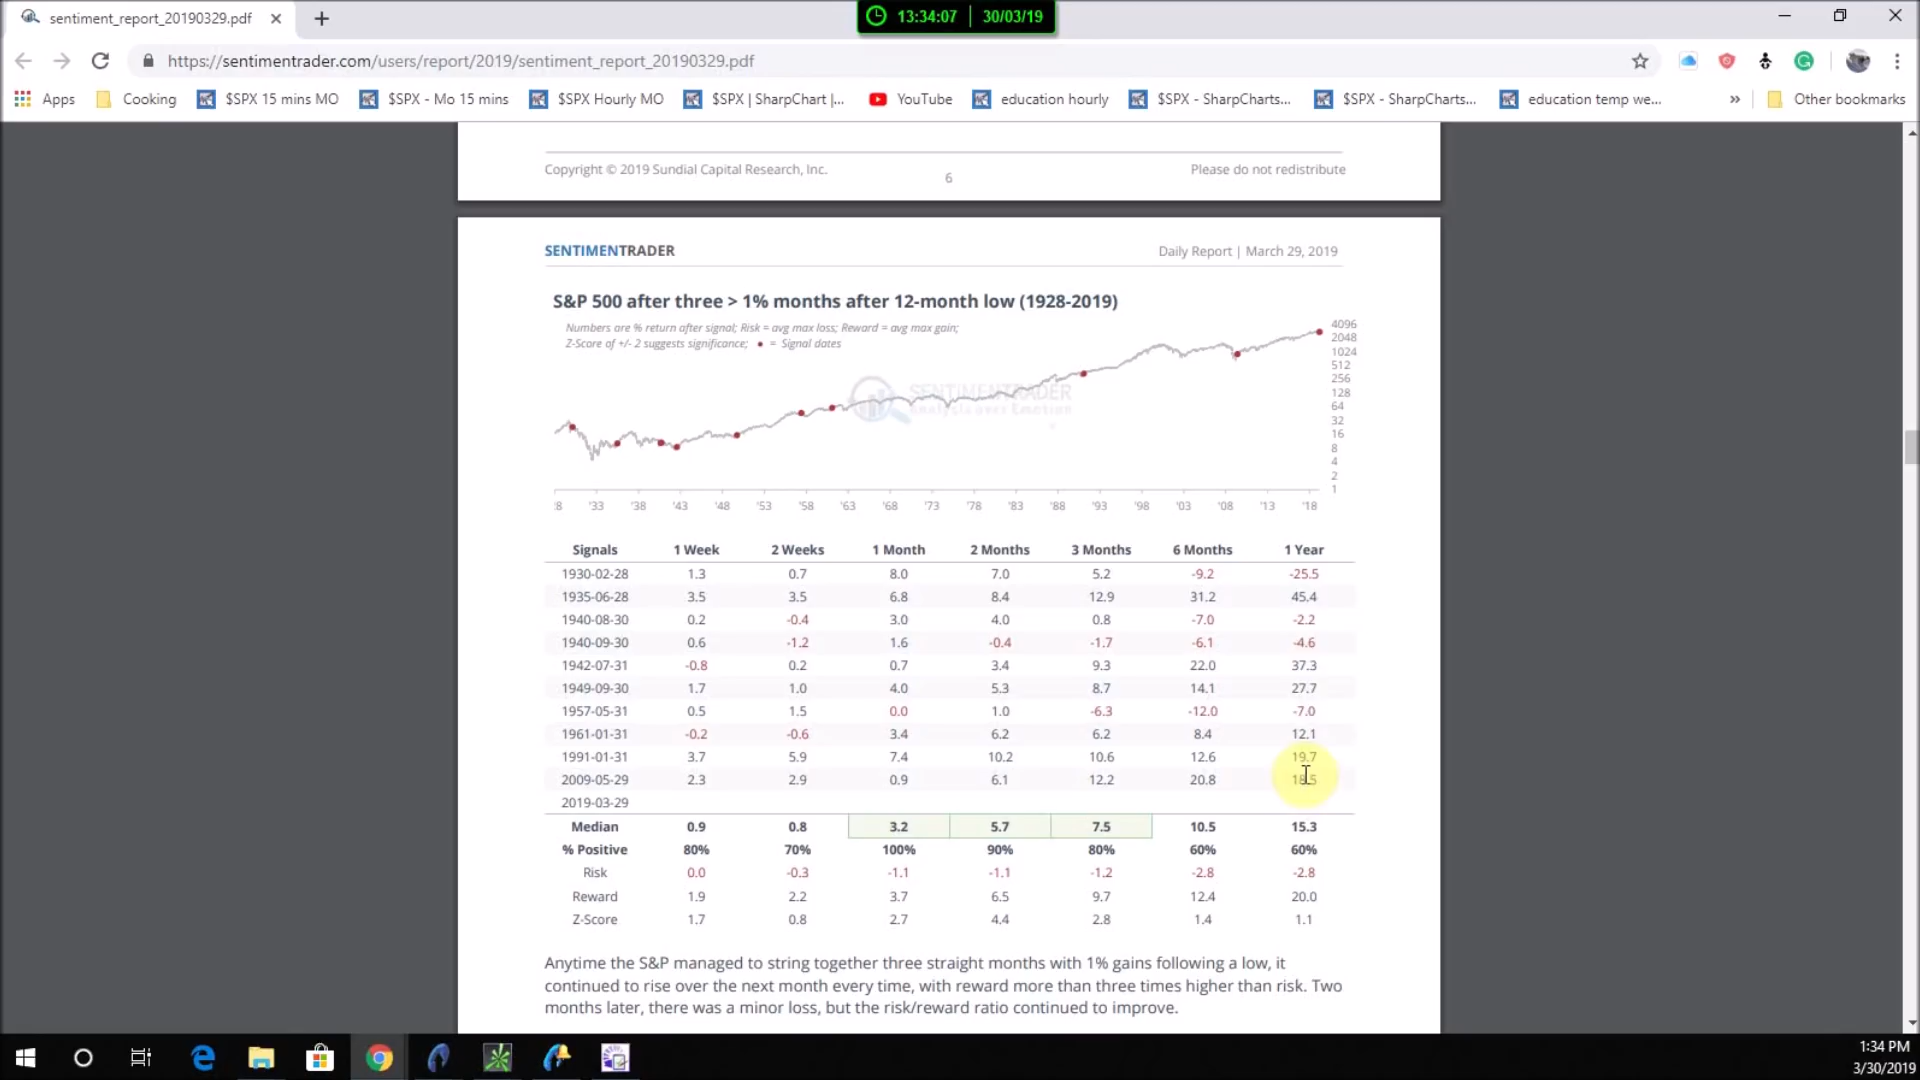 sentiment_report_20190329.pdf
13:34:07 | 30/03/19
https://sentimentrader.com/users/report/2019/sentiment_report_20190329.pdf
Apps Cooking $SPX 15 mins MO $SPX - Mo 15 mins $SPX Hourly MO $SPX | SharpChart |... YouTube education hourly $SPX - SharpCharts... $SPX - SharpCharts... education temp we... » Other bookmarks
Copyright © 2019 Sundial Capital Research, Inc. Please do not redistribute
6
SENTIMENTRADER Daily Report | March 29, 2019
S&P 500 after three > 1% months after 12-month low (1928-2019)
Numbers are % return after signal; Risk = avg max loss; Reward = avg max gain;
Z-Score of +/- 2 suggests significance; • = Signal dates
4096
2048
1024
512
256
128
64
32
16
8
4
2
1
SENTIMENTRADER
Analysis over Emotion
:8 '33 '38 '43 '48 '53 '58 '63 '68 '73 '78 '83 '88 '93 '98 '03 '08 '13 '18
Signals 1 Week 2 Weeks 1 Month 2 Months 3 Months 6 Months 1 Year
1930-02-28 1.3 0.7 8.0 7.0 5.2 -9.2 -25.5
1935-06-28 3.5 3.5 6.8 8.4 12.9 31.2 45.4
1940-08-30 0.2 -0.4 3.0 4.0 0.8 -7.0 -2.2
1940-09-30 0.6 -1.2 1.6 -0.4 -1.7 -6.1 -4.6
1942-07-31 -0.8 0.2 0.7 3.4 9.3 22.0 37.3
1949-09-30 1.7 1.0 4.0 5.3 8.7 14.1 27.7
1957-05-31 0.5 1.5 0.0 1.0 -6.3 -12.0 -7.0
1961-01-31 -0.2 -0.6 3.4 6.2 6.2 8.4 12.1
1991-01-31 3.7 5.9 7.4 10.2 10.6 12.6 19.7
2009-05-29 2.3 2.9 0.9 6.1 12.2 20.8 18.5
2019-03-29
Median 0.9 0.8 3.2 5.7 7.5 10.5 15.3
% Positive 80% 70% 100% 90% 80% 60% 60%
Risk 0.0 -0.3 -1.1 -1.1 -1.2 -2.8 -2.8
Reward 1.9 2.2 3.7 6.5 9.7 12.4 20.0
Z-Score 1.7 0.8 2.7 4.4 2.8 1.4 1.1
Anytime the S&P managed to string together three straight months with 1% gains following a low, it
continued to rise over the next month every time, with reward more than three times higher than risk. Two
months later, there was a minor loss, but the risk/reward ratio continued to improve.
1:34 PM
3/30/2019